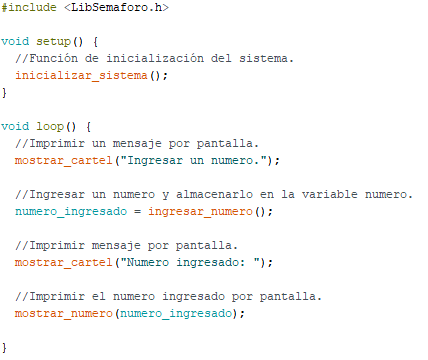 #include <LibSemaforo.h>

void setup() {
  //Función de inicialización del sistema.
  inicializar_sistema();
}

void loop() {
  //Imprimir un mensaje por pantalla.
  mostrar_cartel("Ingresar un numero.");

  //Ingresar un numero y almacenarlo en la variable numero.
  numero_ingresado = ingresar_numero();

  //Imprimir mensaje por pantalla.
  mostrar_cartel("Numero ingresado: ");

  //Imprimir el numero ingresado por pantalla.
  mostrar_numero(numero_ingresado);

}